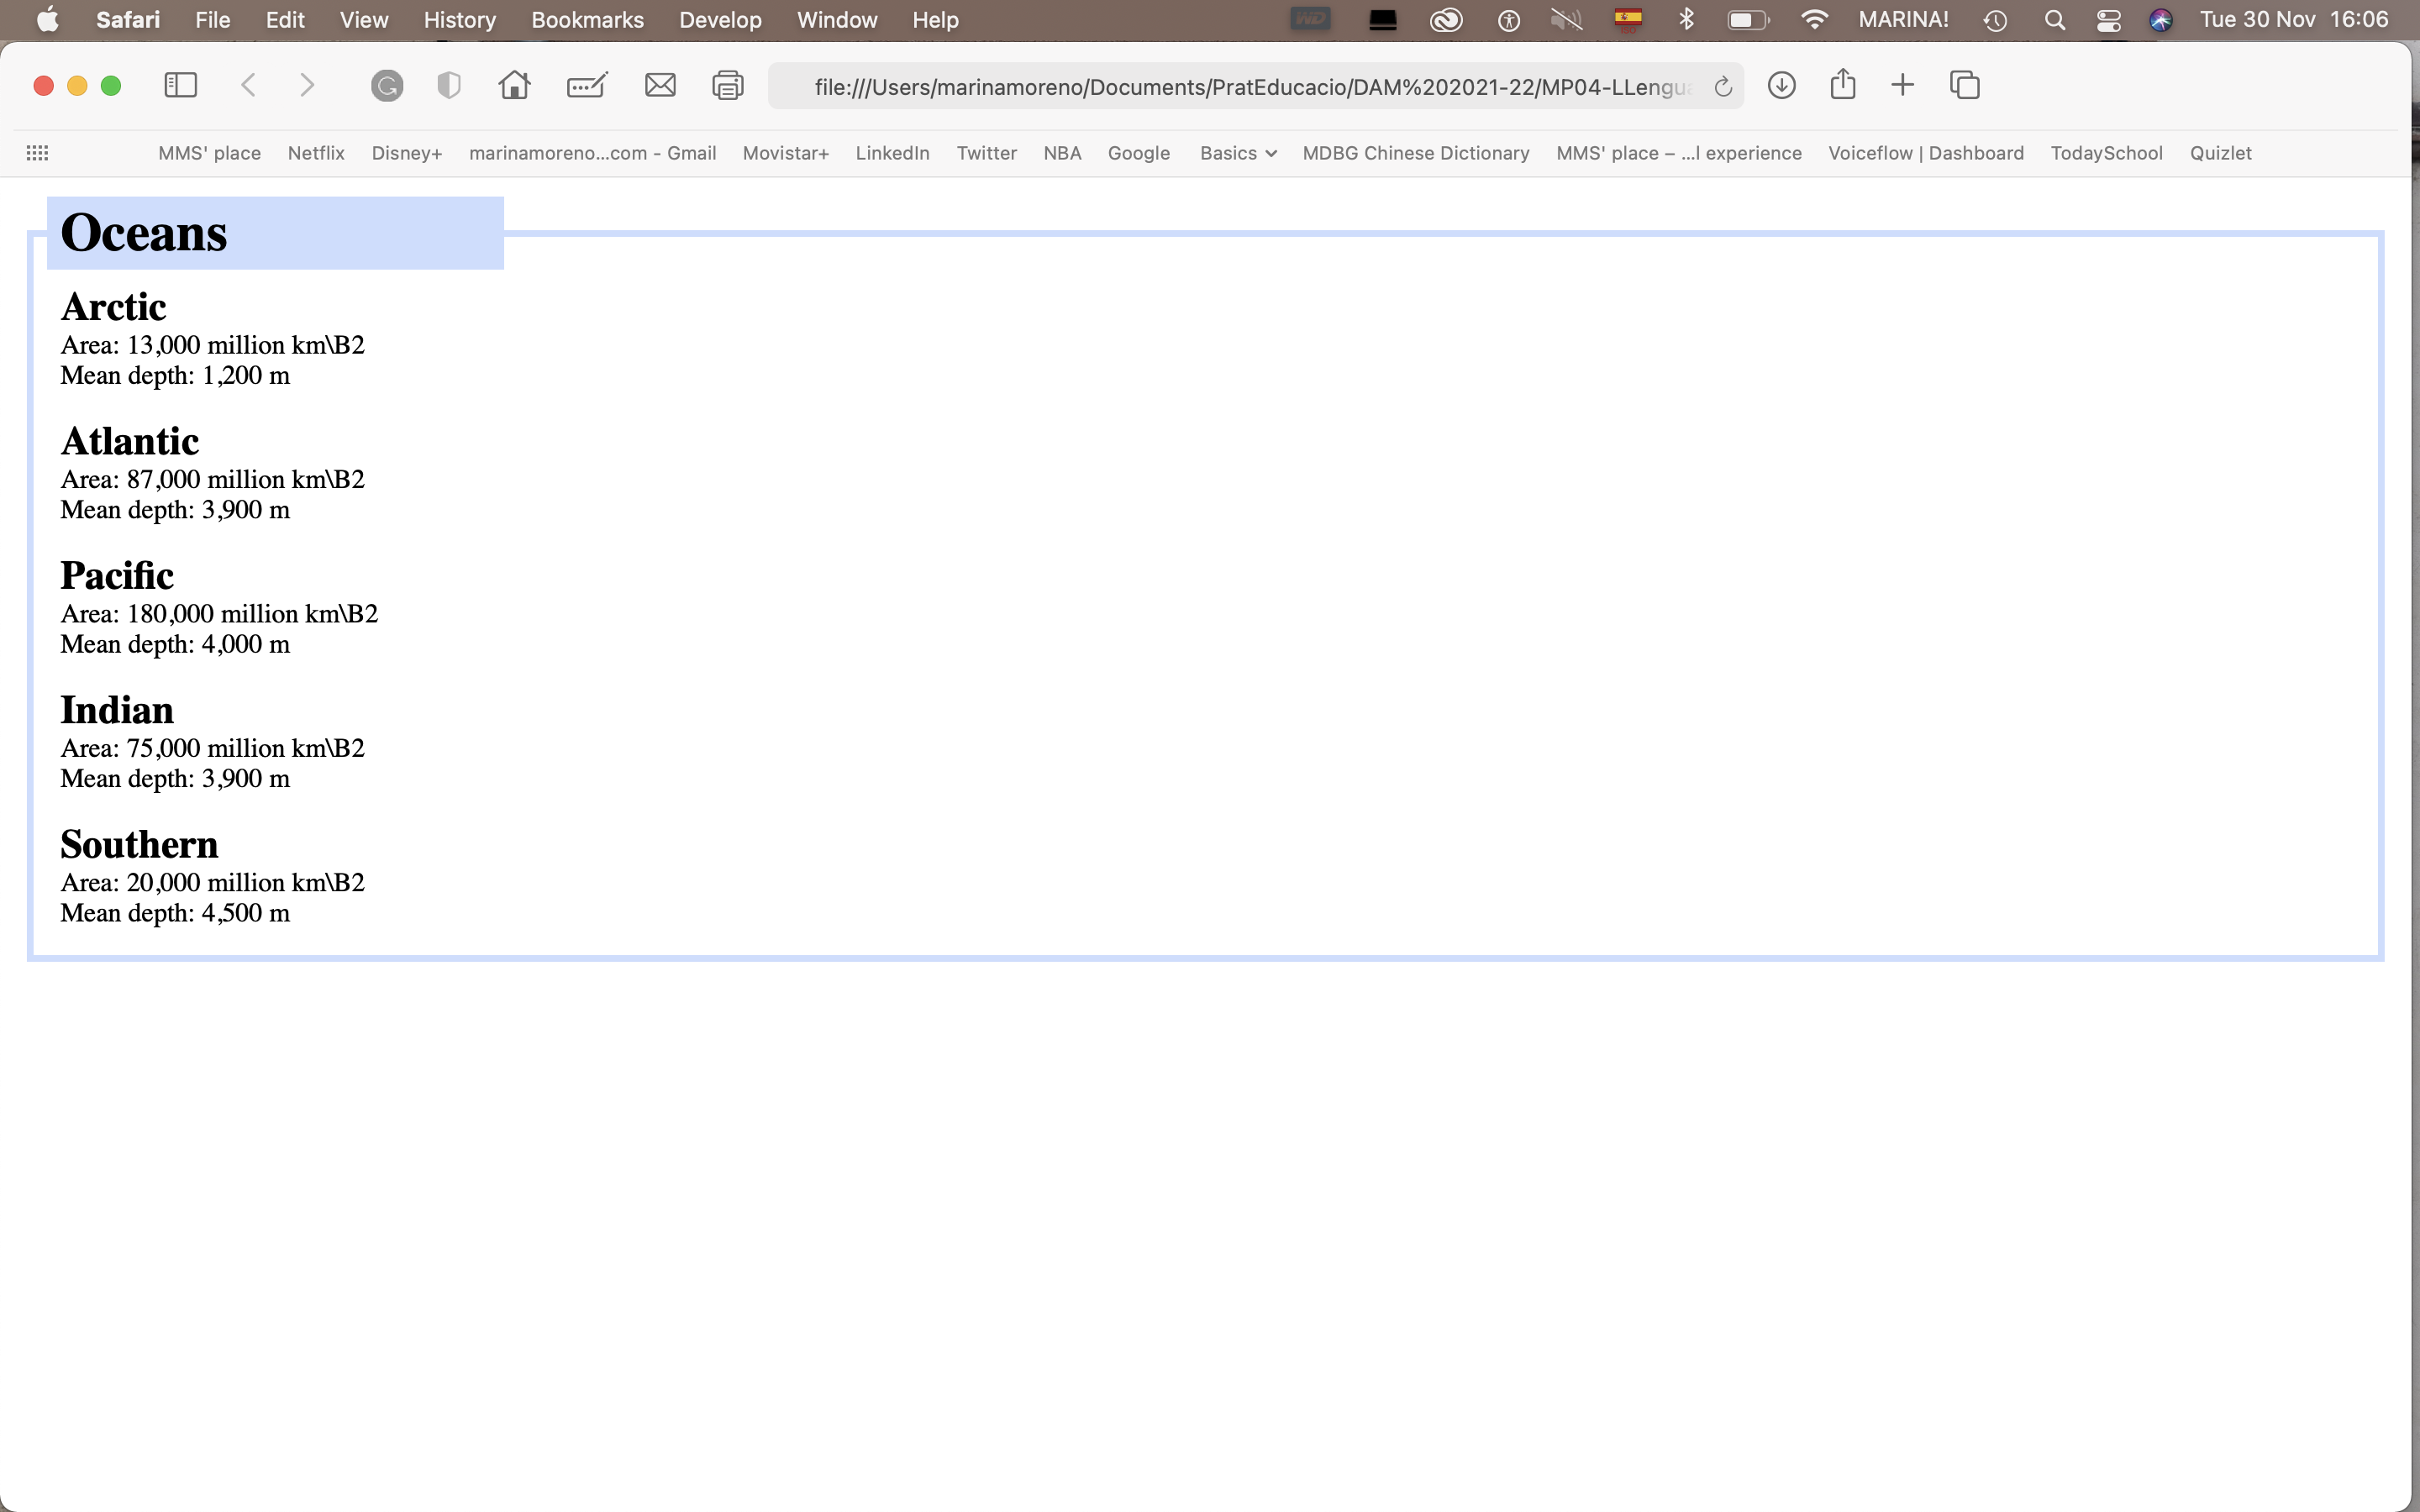 Safari File Edit View History Bookmarks Develop Window Help WD ISO MARINA! Tue 30 Nov 16:06
file:///Users/marinamoreno/Documents/PratEducacio/DAM%202021-22/MP04-LLengua
MMS' place Netflix Disney+ marinamoreno...com - Gmail Movistar+ LinkedIn Twitter NBA Google Basics MDBG Chinese Dictionary MMS' place – ...l experience Voiceflow | Dashboard TodaySchool Quizlet
Oceans
Arctic
Area: 13,000 million km\B2
Mean depth: 1,200 m
Atlantic
Area: 87,000 million km\B2
Mean depth: 3,900 m
Pacific
Area: 180,000 million km\B2
Mean depth: 4,000 m
Indian
Area: 75,000 million km\B2
Mean depth: 3,900 m
Southern
Area: 20,000 million km\B2
Mean depth: 4,500 m